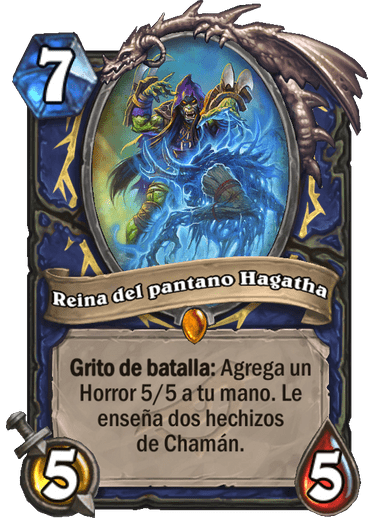 7
Reina del pantano Hagatha
Grito de batalla: Agrega un
Horror 5/5 a tu mano. Le
enseña dos hechizos
de Chamán.
5
5